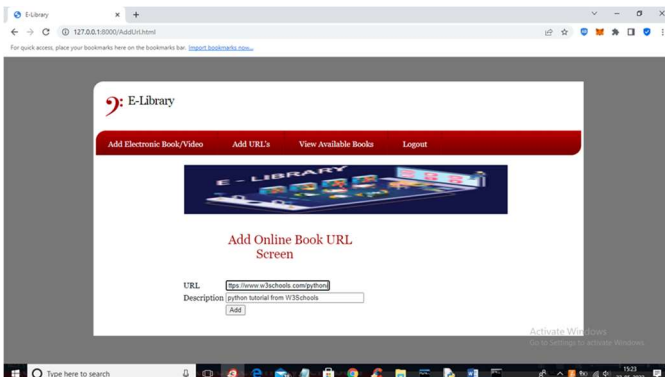 E-Library
127.0.0.1:8000/AddUrl.html
For quick access, place your bookmarks here on the bookmarks bar. Import bookmarks now...
E-Library
Add Electronic Book/Video Add URL's View Available Books Logout
E - LIBRARY
Add Online Book URL
Screen
URL ttps://www.w3schools.com/python/
Description python tutorial from W3Schools
Add
Activate Windows
Go to Settings to activate Windows.
Type here to search
15:23